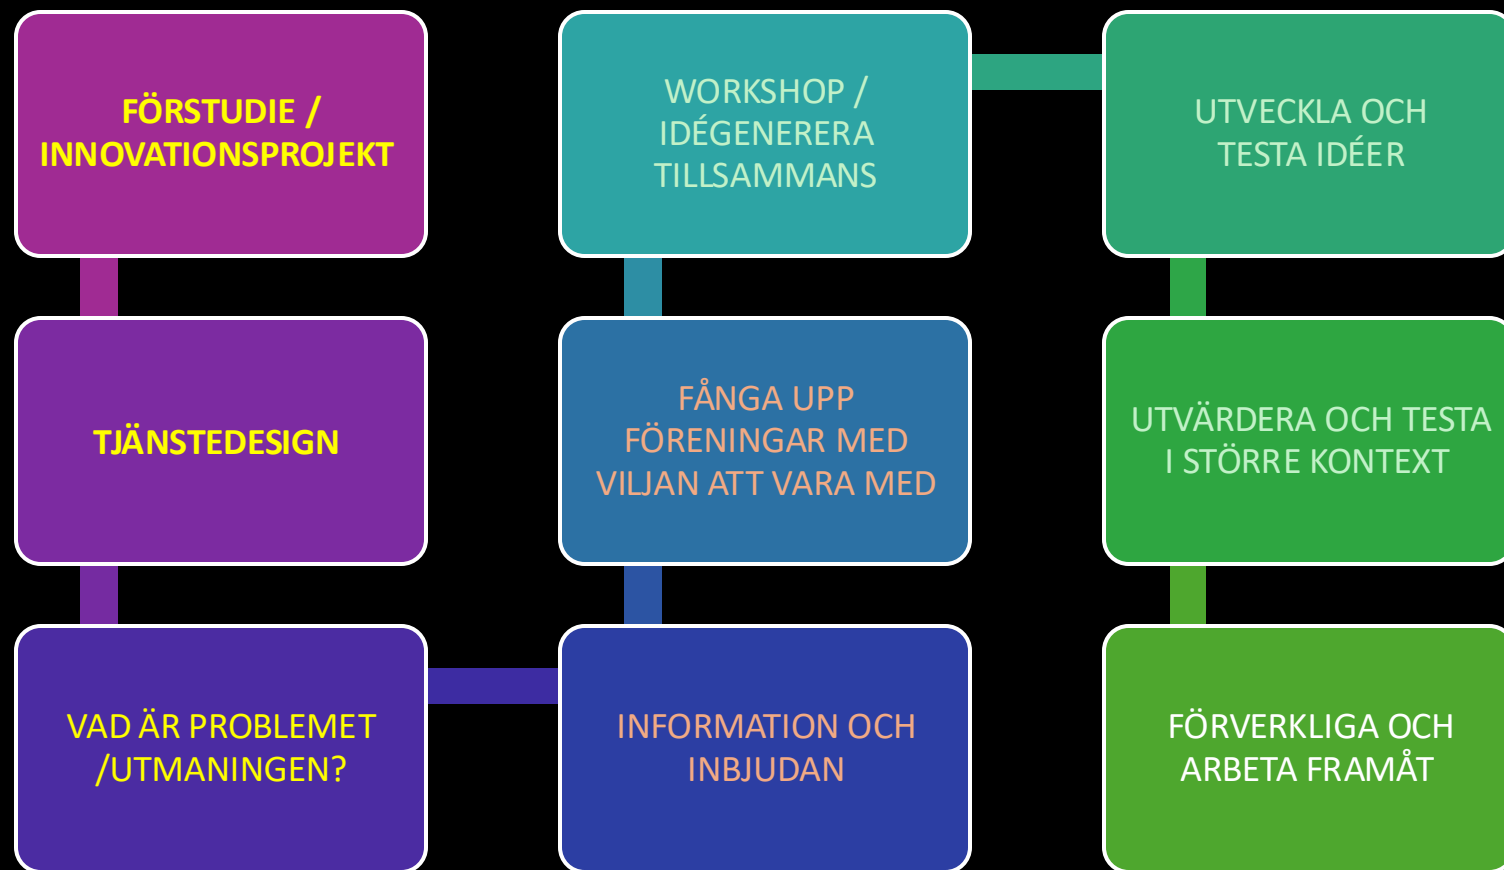 FÖRSTUDIE /
INNOVATIONSPROJEKT
TJÄNSTEDESIGN
VAD ÄR PROBLEMET
/UTMANINGEN?
INFORMATION OCH
INBJUDAN
FÅNGA UPP
FÖRENINGAR MED
VILJAN ATT VARA MED
WORKSHOP /
IDÉGENERERA
TILLSAMMANS
UTVECKLA OCH
TESTA IDÉER
UTVÄRDERA OCH TESTA
I STÖRRE KONTEXT
FÖRVERKLIGA OCH
ARBETA FRAMÅT